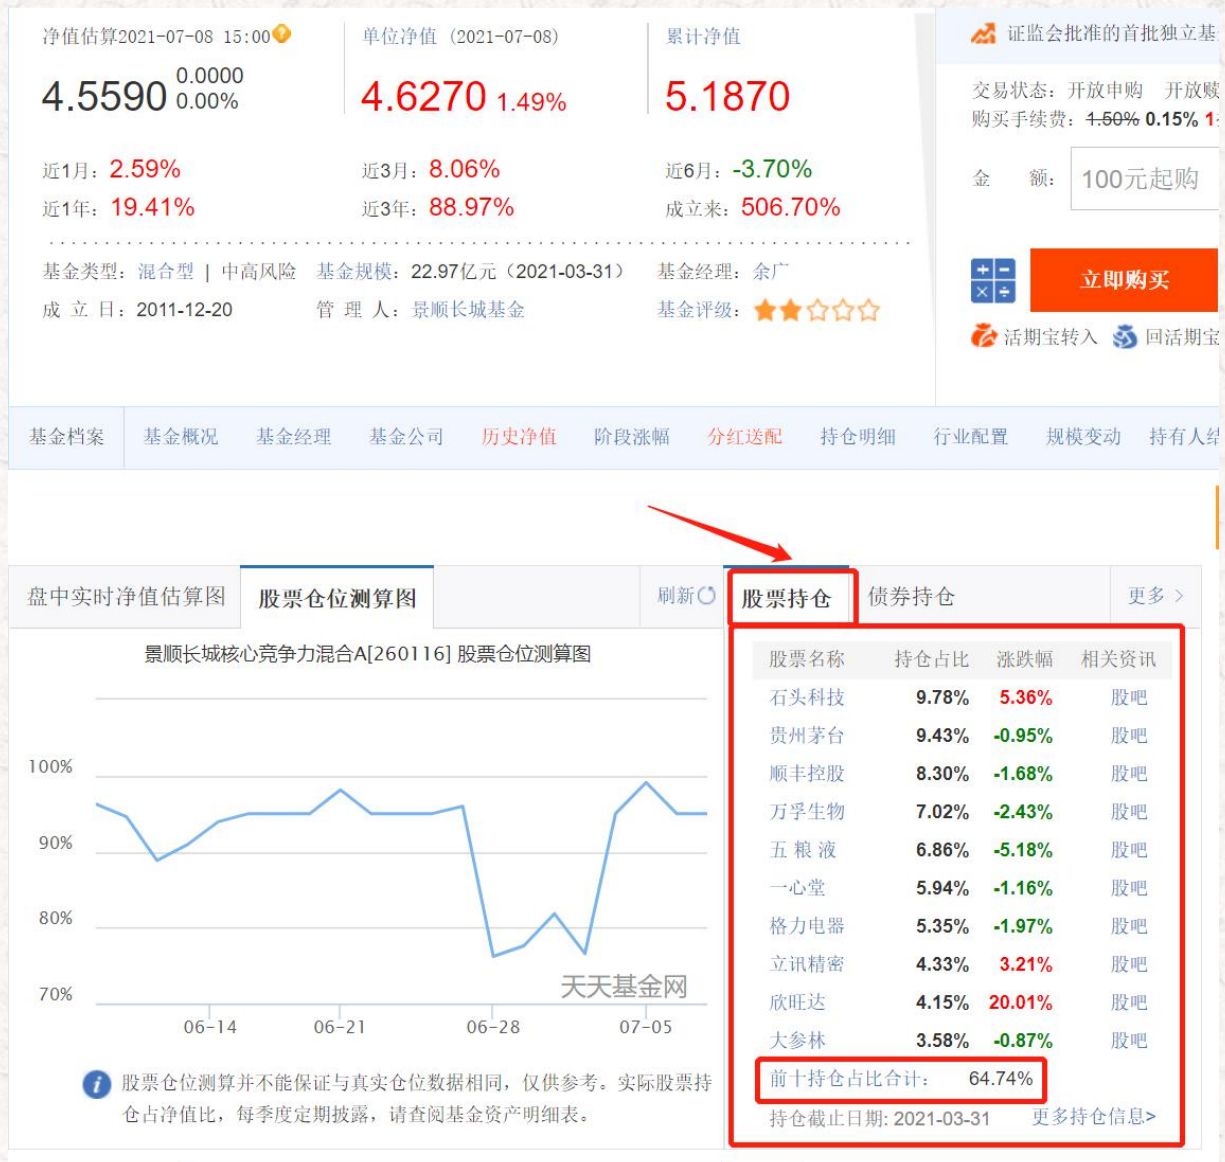 净值估算2021-07-08 15:00
单位净值（2021-07-08）
累计净值
4.5590 0.0000 0.00%
4.6270 1.49%
5.1870
近1月：2.59%
近3月：8.06%
近6月：-3.70%
近1年：19.41%
近3年：88.97%
成立来：506.70%
基金类型：混合型 | 中高风险
基金规模：22.97亿元（2021-03-31）
基金经理：余广
成 立 日：2011-12-20
管 理 人：景顺长城基金
基金评级：
证监会批准的首批独立基
交易状态：开放申购 开放赎
购买手续费：1.50% 0.15% 1
金 额：100元起购
立即购买
活期宝转入 回活期宝
基金档案 基金概况 基金经理 基金公司 历史净值 阶段涨幅 分红送配 持仓明细 行业配置 规模变动 持有人结
盘中实时净值估算图 股票仓位测算图 刷新
景顺长城核心竞争力混合A[260116] 股票仓位测算图
100%
90%
80%
70%
06-14 06-21 06-28 07-05
天天基金网
股票仓位测算并不能保证与真实仓位数据相同，仅供参考。实际股票持
仓占净值比，每季度定期披露，请查阅基金资产明细表。
股票持仓 债券持仓 更多 >
股票名称 持仓占比 涨跌幅 相关资讯
石头科技 9.78% 5.36% 股吧
贵州茅台 9.43% -0.95% 股吧
顺丰控股 8.30% -1.68% 股吧
万孚生物 7.02% -2.43% 股吧
五 粮 液 6.86% -5.18% 股吧
一心堂 5.94% -1.16% 股吧
格力电器 5.35% -1.97% 股吧
立讯精密 4.33% 3.21% 股吧
欣旺达 4.15% 20.01% 股吧
大参林 3.58% -0.87% 股吧
前十持仓占比合计： 64.74%
持仓截止日期: 2021-03-31 更多持仓信息>